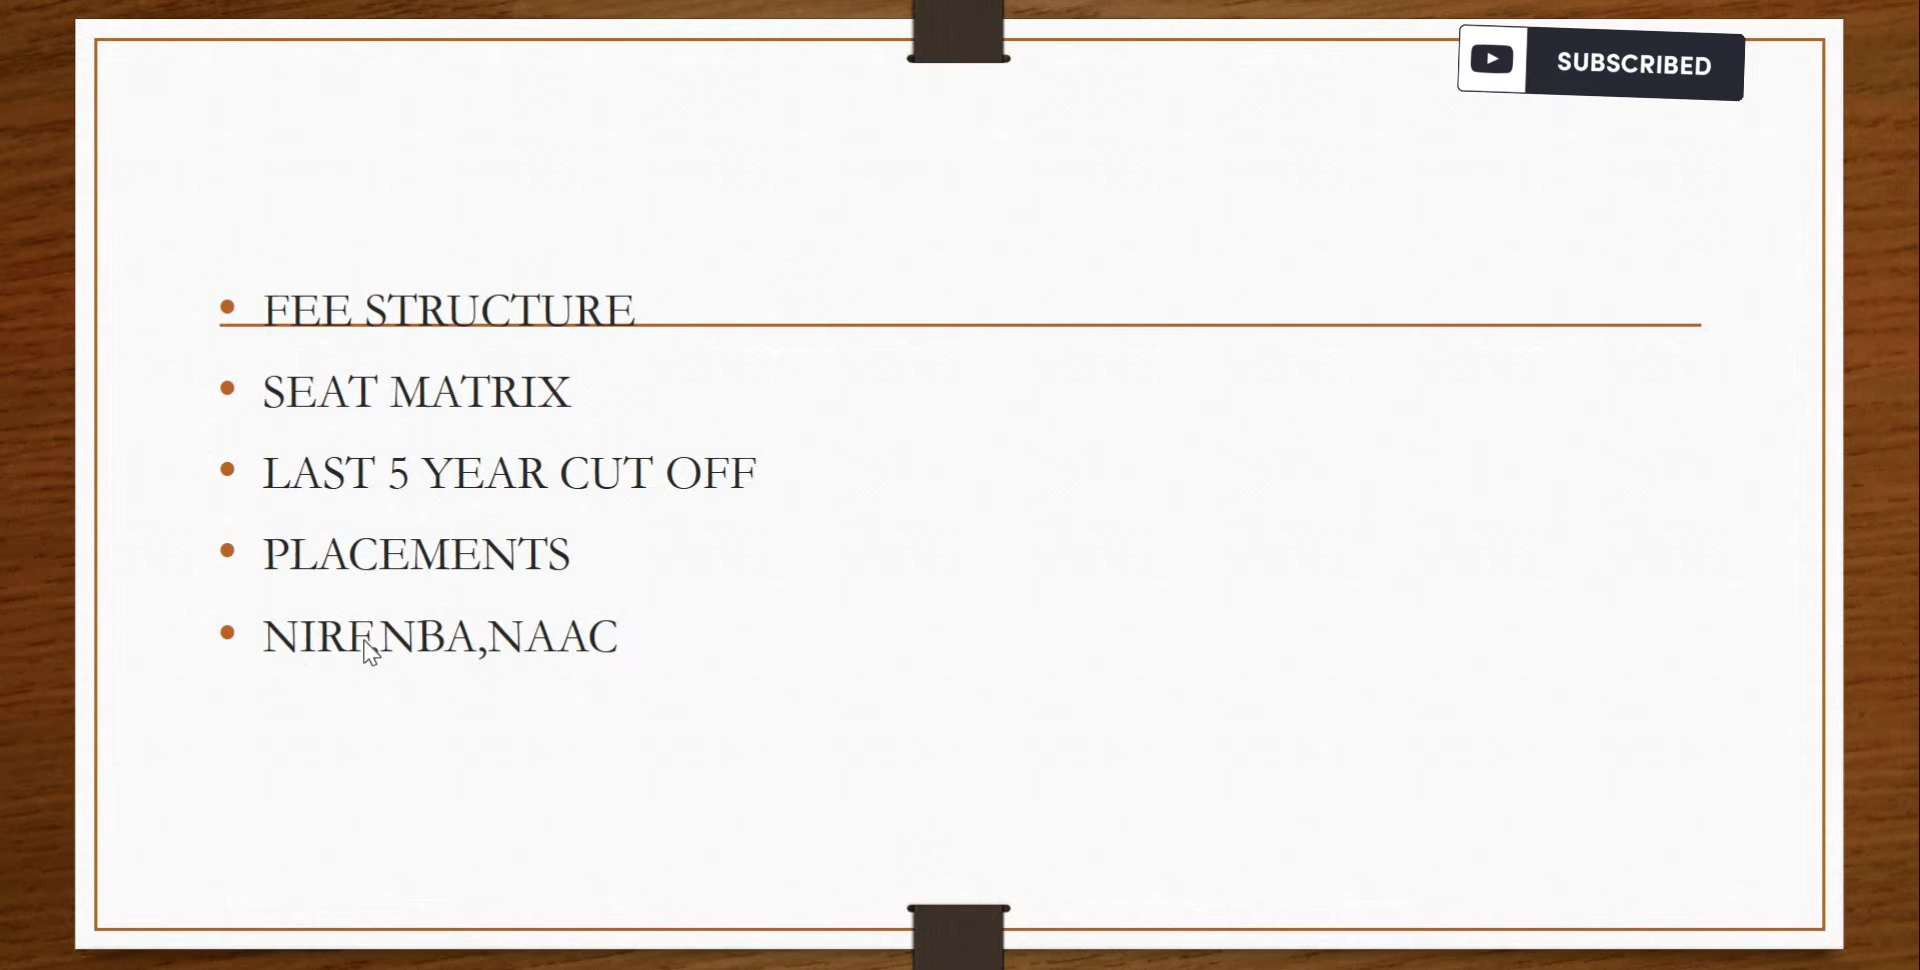 SUBSCRIBED
FEE STRUCTURE
SEAT MATRIX
LAST 5 YEAR CUT OFF
PLACEMENTS
NIRF,NBA,NAAC